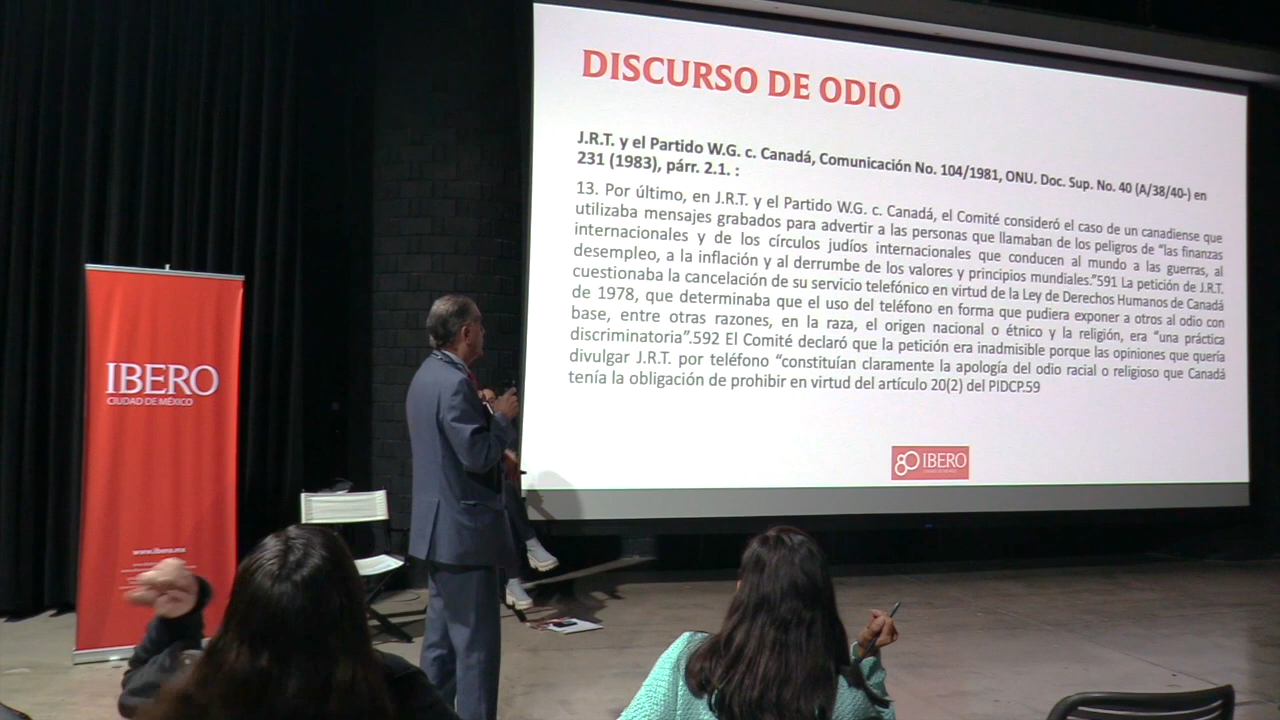 DISCURSO DE ODIO
J.R.T. y el Partido W.G. c. Canadá, Comunicación No. 104/1981, ONU. Doc. Sup. No. 40 (A/38/40-) en
231 (1983), párr. 2.1. :
13. Por último, en J.R.T. y el Partido W.G. c. Canadá, el Comité consideró el caso de un canadiense que
utilizaba mensajes grabados para advertir a las personas que llamaban de los peligros de “las finanzas
internacionales y de los círculos judíos internacionales que conducen al mundo a las guerras, al
desempleo, a la inflación y al derrumbe de los valores y principios mundiales.”591 La petición de J.R.T.
cuestionaba la cancelación de su servicio telefónico en virtud de la Ley de Derechos Humanos de Canadá
de 1978, que determinaba que el uso del teléfono en forma que pudiera exponer a otros al odio con
base, entre otras razones, en la raza, el origen nacional o étnico y la religión, era “una práctica
discriminatoria”.592 El Comité declaró que la petición era inadmisible porque las opiniones que quería
divulgar J.R.T. por teléfono “constituían claramente la apología del odio racial o religioso que Canadá
tenía la obligación de prohibir en virtud del artículo 20(2) del PIDCP.59
80 IBERO
CIUDAD DE MÉXICO
IBERO
CIUDAD DE MÉXICO
www.ibero.mx